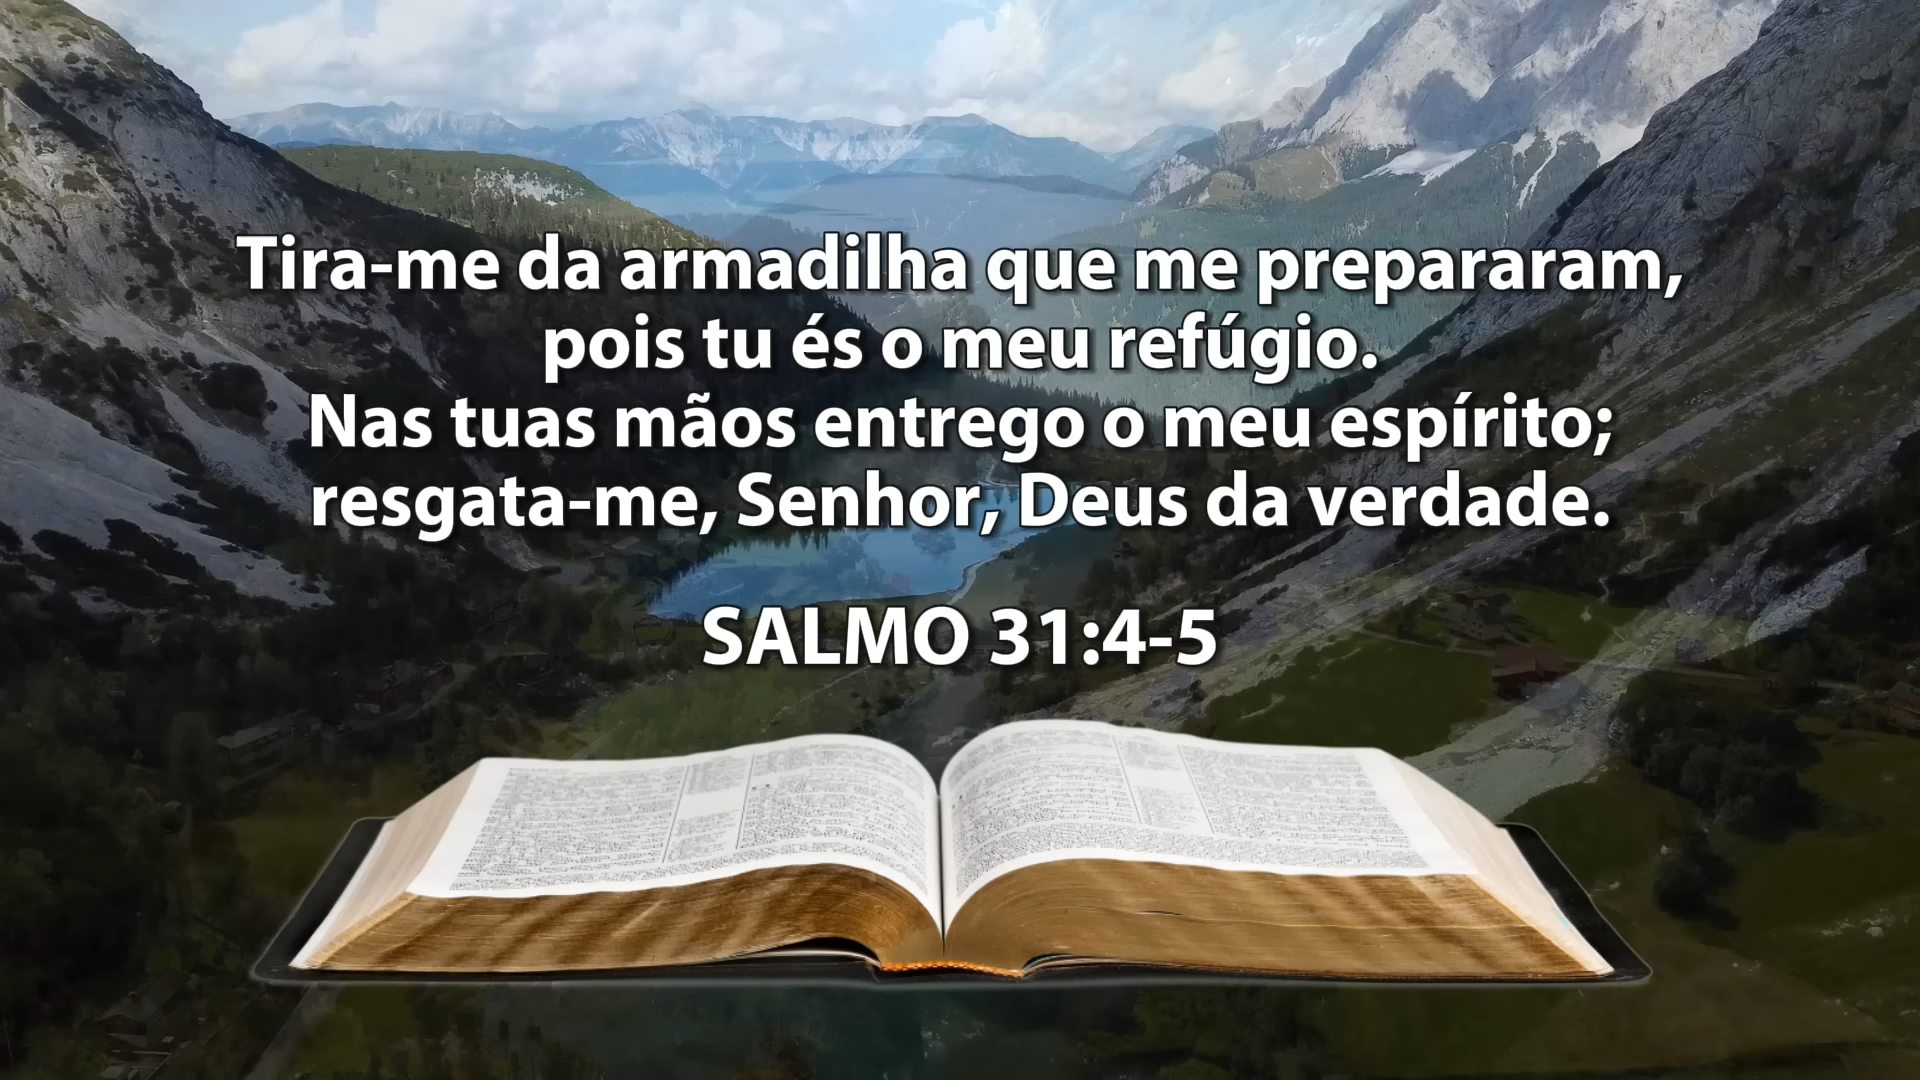 Tira-me da armadilha que me prepararam,
pois tu és o meu refúgio.
Nas tuas mãos entrego o meu espírito;
resgata-me, Senhor, Deus da verdade.
SALMO 31:4-5